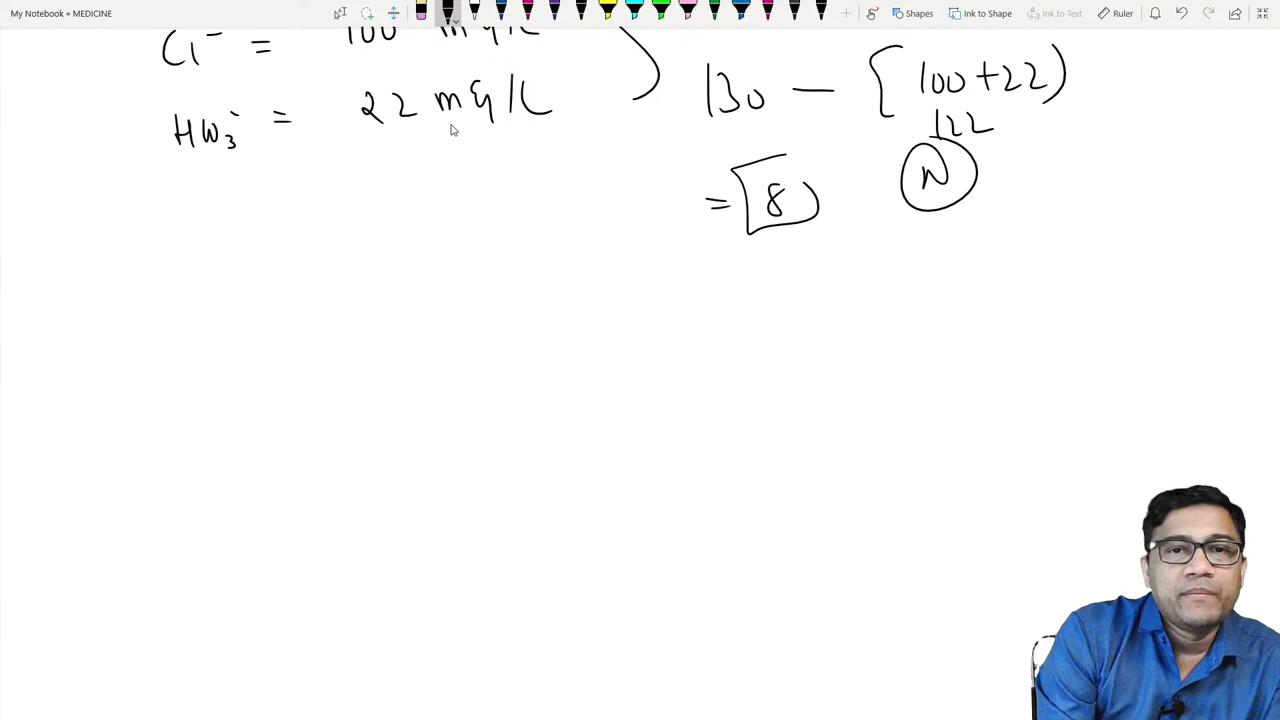 My Notebook » MEDICINE
Shapes Ink to Shape Ink to Text Ruler
Cl⁻ = 100 mEq/L
HCO₃⁻ = 22 mEq/L
130 — [100+22)
122
= 8 N